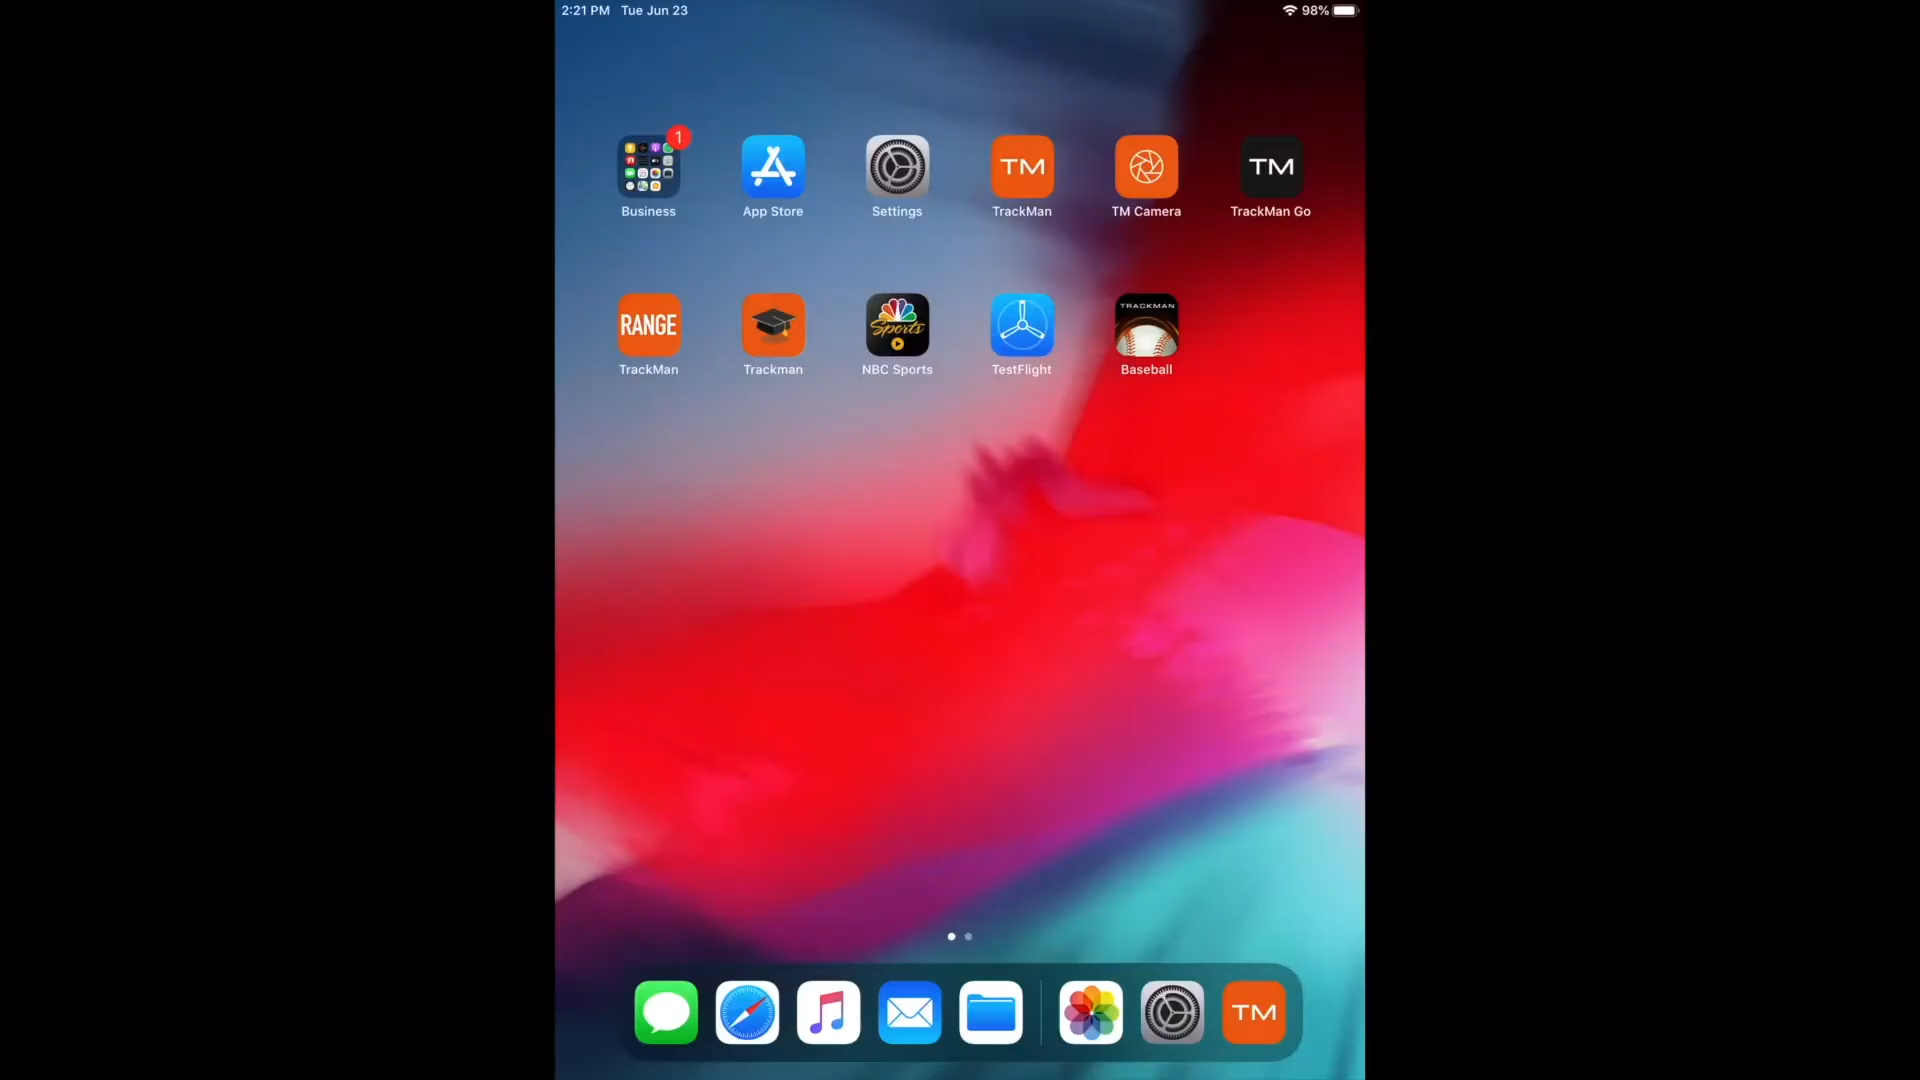 2:21 PM Tue Jun 23
98%
1
TM
TM
Business
App Store
Settings
TrackMan
TM Camera
TrackMan Go
RANGE
Sports
TRACKMAN
TrackMan
Trackman
NBC Sports
TestFlight
Baseball
TM